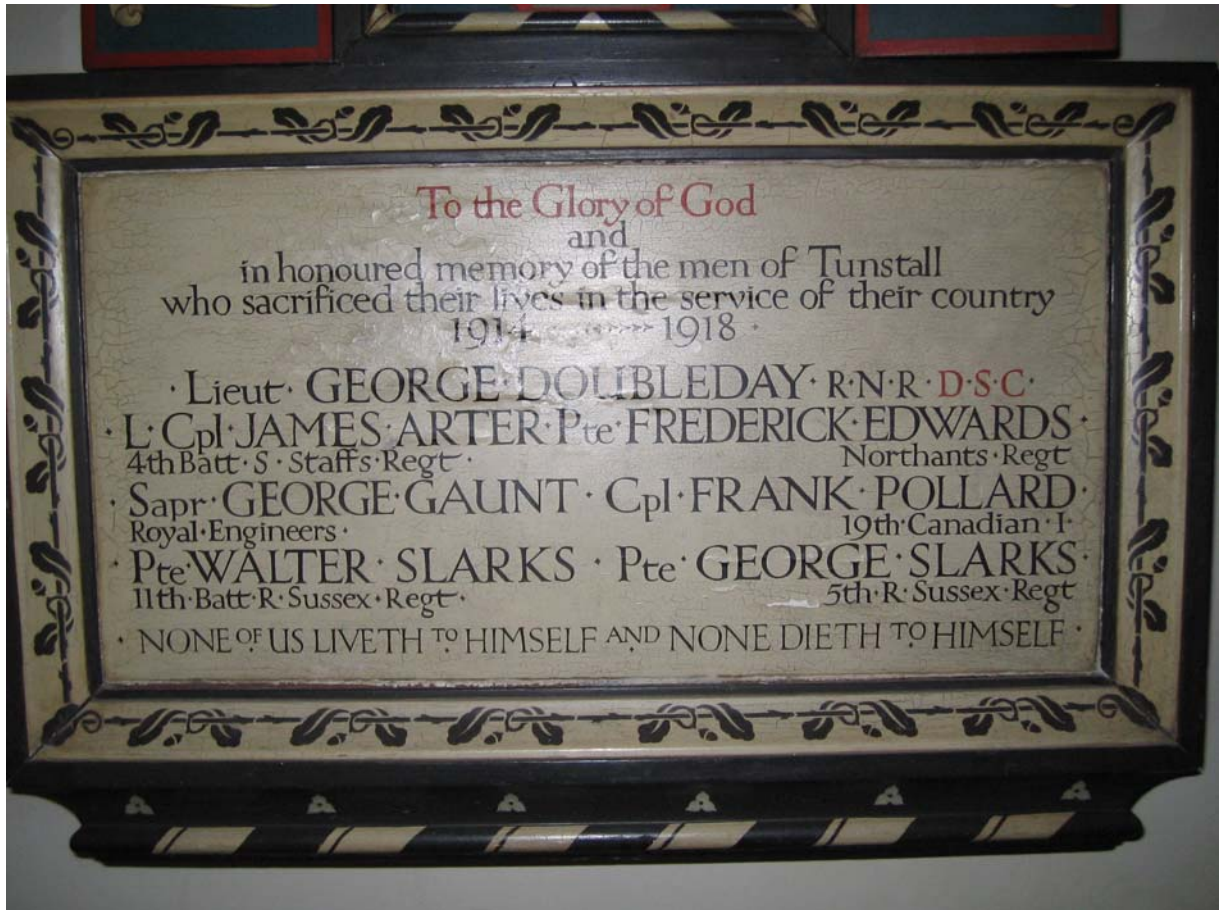 To the Glory of God
and
in honoured memory of the men of Tunstall
who sacrificed their lives in the service of their country
1914 1918 ·
· Lieut · GEORGE · DOUBLEDAY · R · N · R · D · S · C ·
· L · Cpl · JAMES · ARTER · Pte · FREDERICK · EDWARDS ·
4th Batt · S · Staffs · Regt · Northants · Regt
· Sapr · GEORGE · GAUNT · Cpl · FRANK · POLLARD ·
Royal · Engineers · 19th · Canadian · I ·
· Pte · WALTER · SLARKS · Pte · GEORGE · SLARKS ·
11th · Batt · R · Sussex · Regt · 5th · R · Sussex · Regt
· NONE OF US LIVETH TO HIMSELF AND NONE DIETH TO HIMSELF ·